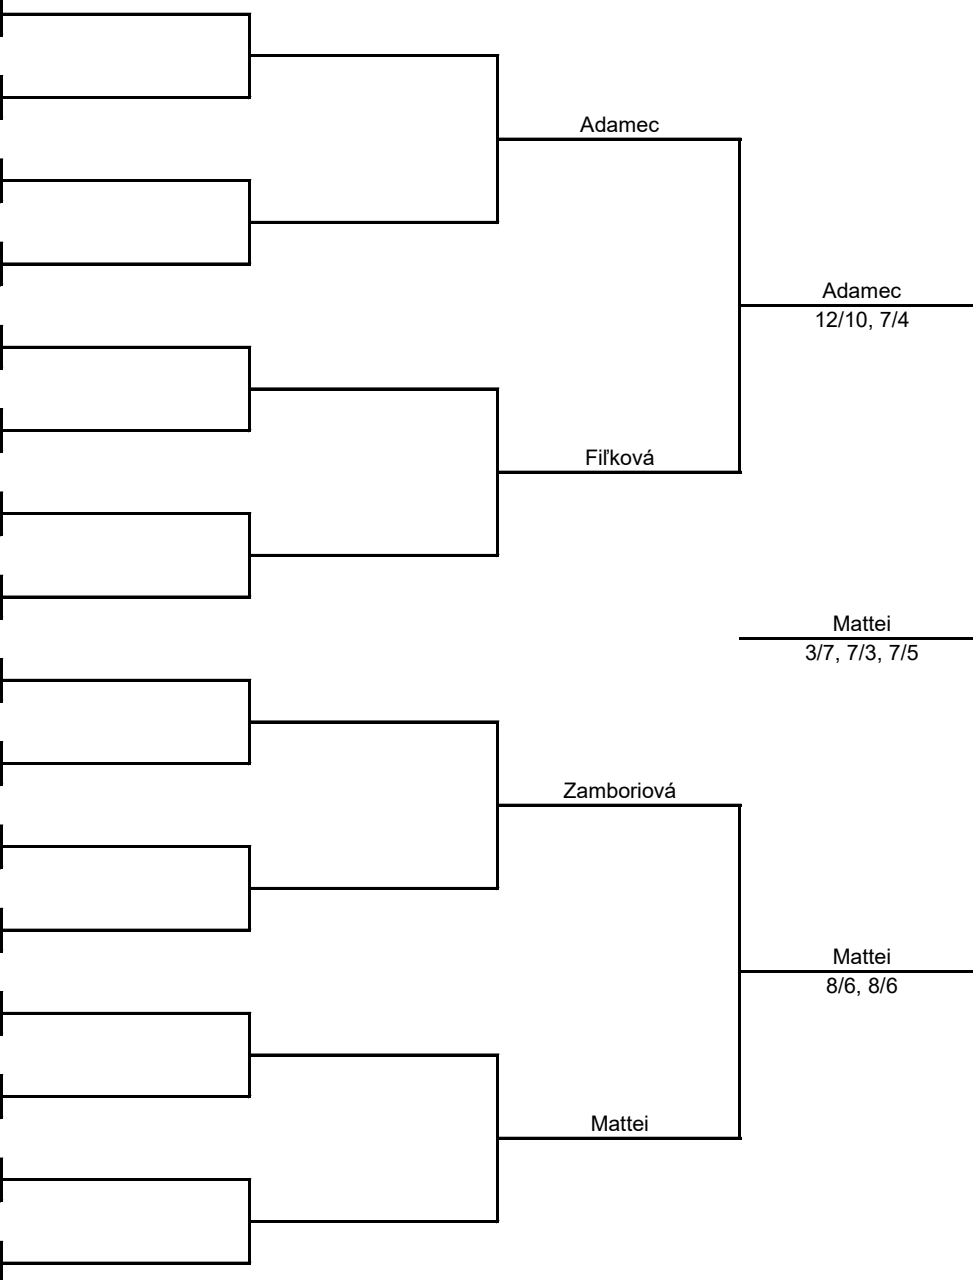 Adamec
Adamec
12/10, 7/4
Fiľková
Mattei
3/7, 7/3, 7/5
Zamboriová
Mattei
8/6, 8/6
Mattei